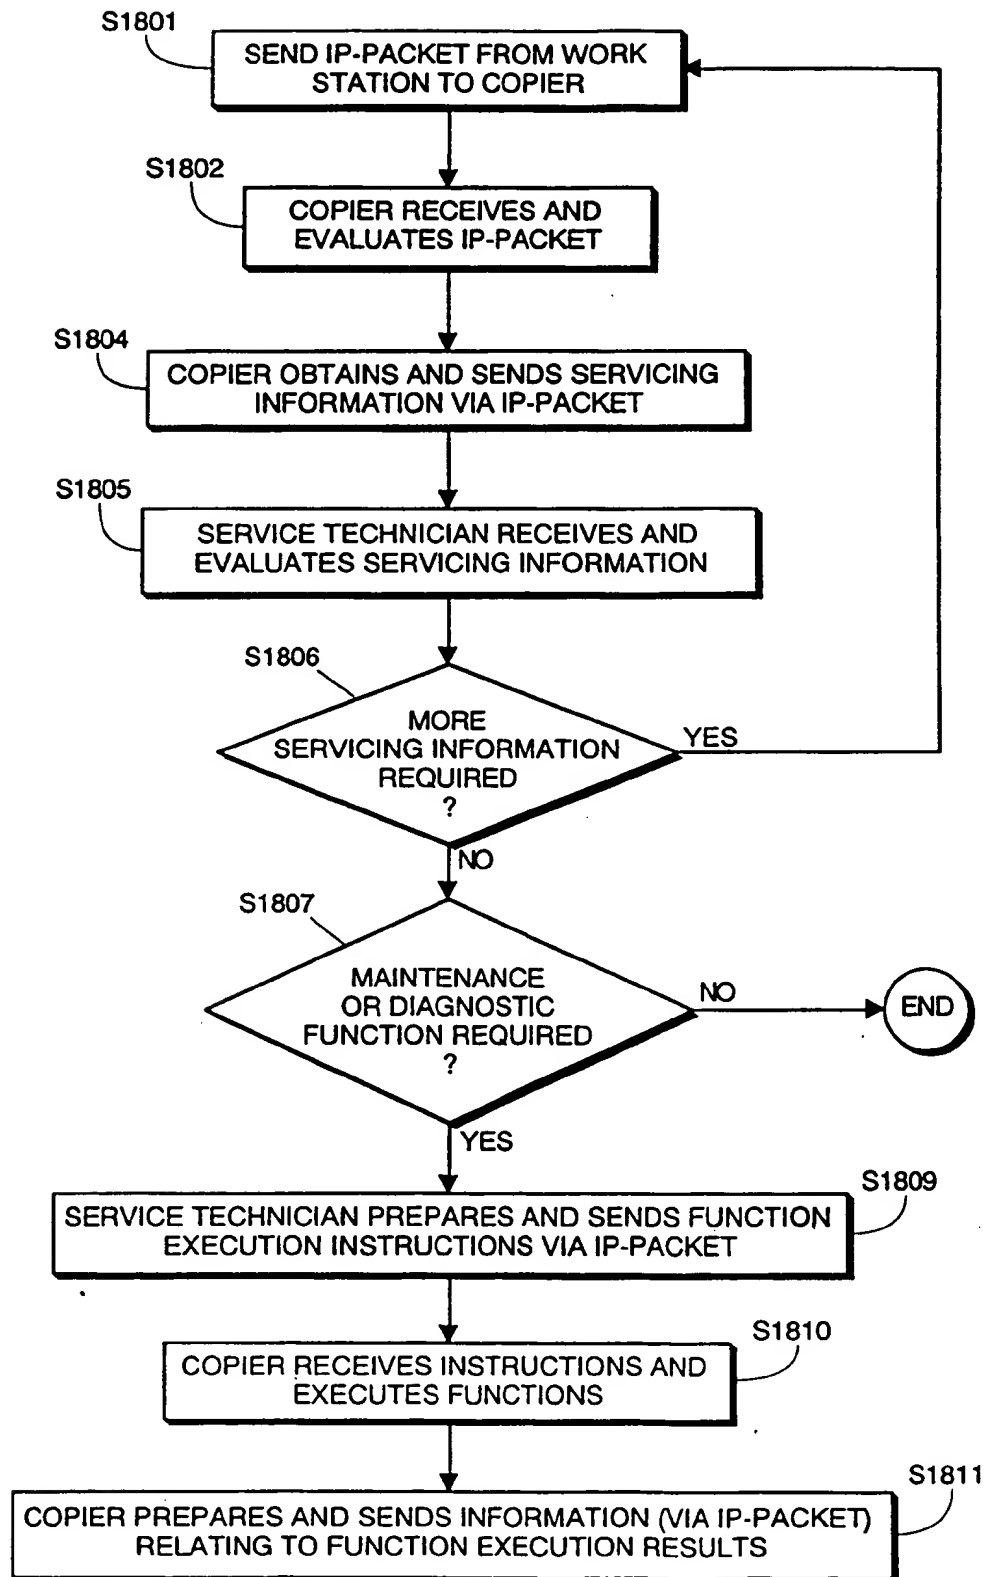 S1801
SEND IP-PACKET FROM WORK
STATION TO COPIER
S1802
COPIER RECEIVES AND
EVALUATES IP-PACKET
S1804
COPIER OBTAINS AND SENDS SERVICING
INFORMATION VIA IP-PACKET
S1805
SERVICE TECHNICIAN RECEIVES AND
EVALUATES SERVICING INFORMATION
S1806
MORE
SERVICING INFORMATION
REQUIRED
?
YES
NO
S1807
MAINTENANCE
OR DIAGNOSTIC
FUNCTION REQUIRED
?
NO
END
YES
S1809
SERVICE TECHNICIAN PREPARES AND SENDS FUNCTION
EXECUTION INSTRUCTIONS VIA IP-PACKET
S1810
COPIER RECEIVES INSTRUCTIONS AND
EXECUTES FUNCTIONS
S1811
COPIER PREPARES AND SENDS INFORMATION (VIA IP-PACKET)
RELATING TO FUNCTION EXECUTION RESULTS